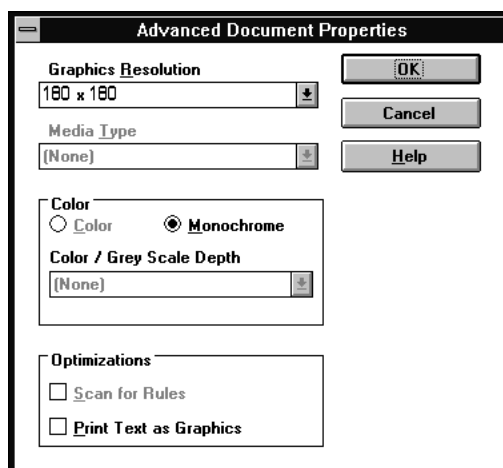 Advanced Document Properties
Graphics Resolution
180 x 180
Media Type
(None)
OK
Cancel
Help
Color
Color Monochrome
Color / Grey Scale Depth
(None)
Optimizations
Scan for Rules
Print Text as Graphics